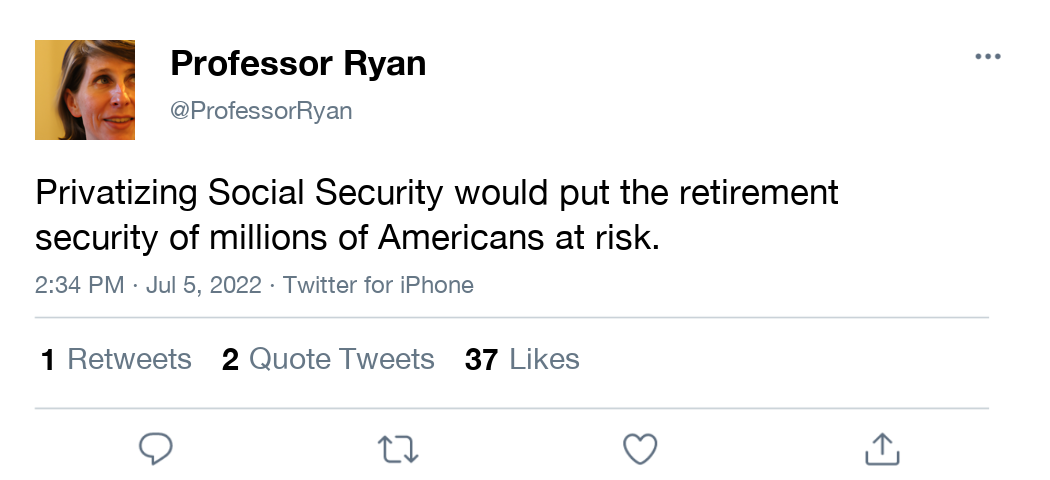 Professor Ryan
@ProfessorRyan
Privatizing Social Security would put the retirement
security of millions of Americans at risk.
2:34 PM · Jul 5, 2022 · Twitter for iPhone
1 Retweets 2 Quote Tweets 37 Likes